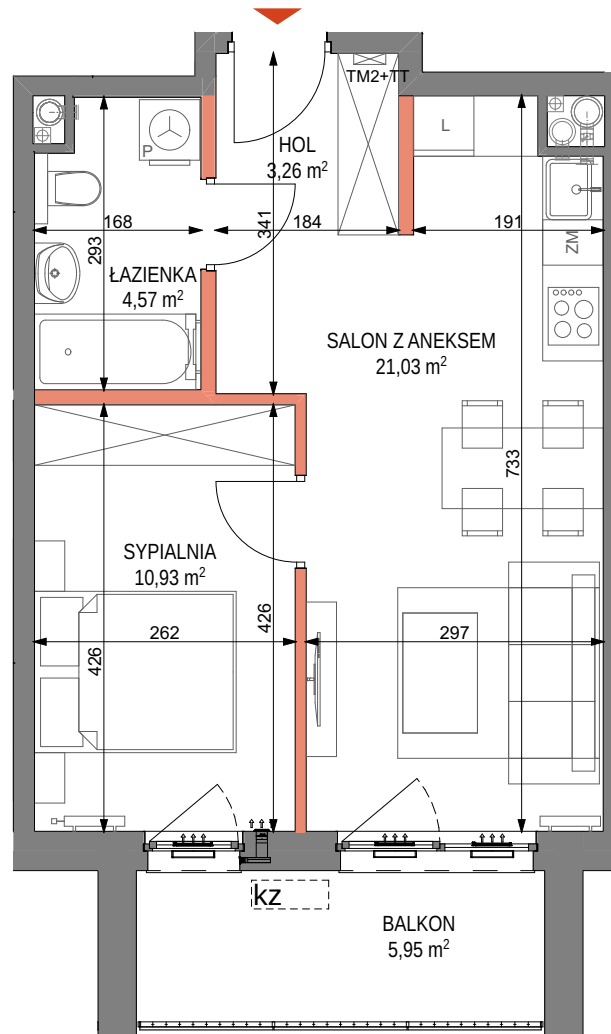 TM2+TT
L
P
HOL
3,26 m²
168
293
341
184
191
ZM
ŁAZIENKA
4,57 m²
SALON Z ANEKSEM
21,03 m²
733
SYPIALNIA
10,93 m²
262
426
426
297
kz
BALKON
5,95 m²